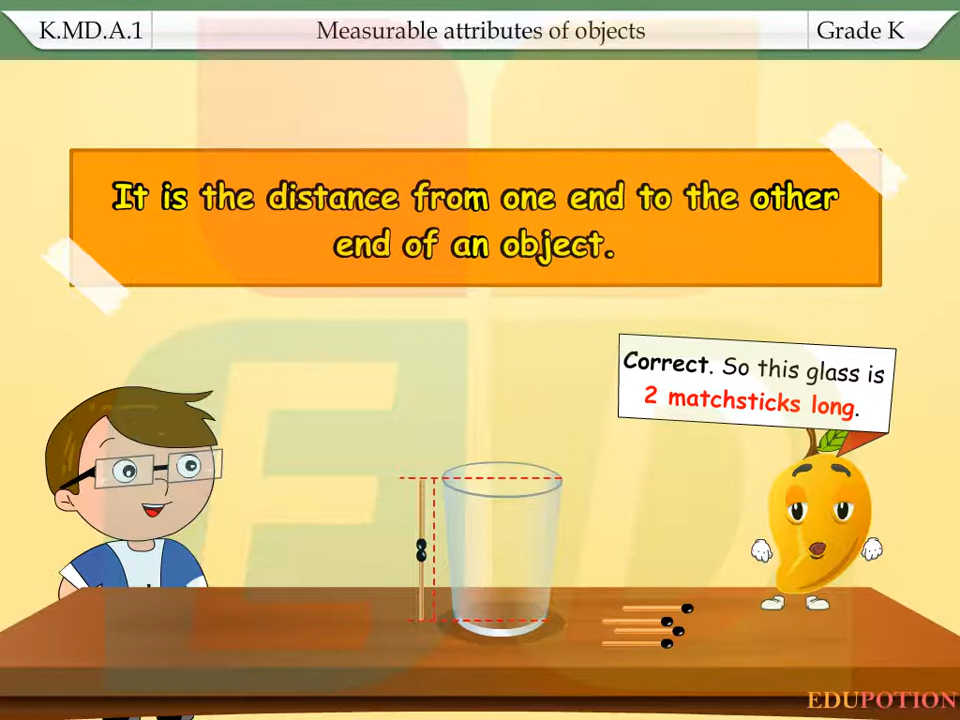 K.MD.A.1
Measurable attributes of objects
Grade K
It is the distance from one end to the other
end of an object.
Correct. So this glass is
2 matchsticks long.
EDUPOTION